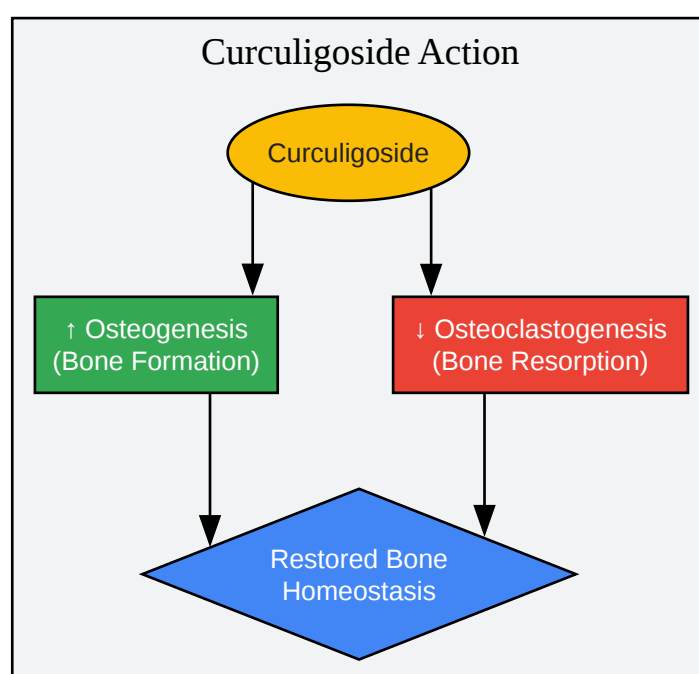 Curculigoside Action
Curculigoside
↑ Osteogenesis
(Bone Formation)
↓ Osteoclastogenesis
(Bone Resorption)
Restored Bone
Homeostasis